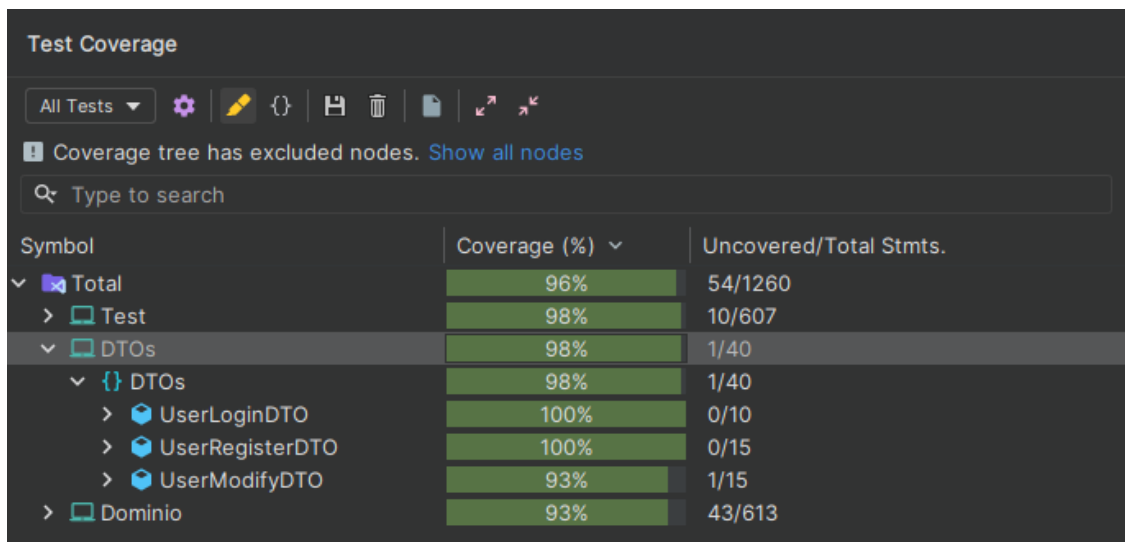 Test Coverage
All Tests
Coverage tree has excluded nodes. Show all nodes
Type to search
Symbol Coverage (%) Uncovered/Total Stmts.
Total 96% 54/1260
Test 98% 10/607
DTOs 98% 1/40
{} DTOs 98% 1/40
UserLoginDTO 100% 0/10
UserRegisterDTO 100% 0/15
UserModifyDTO 93% 1/15
Dominio 93% 43/613